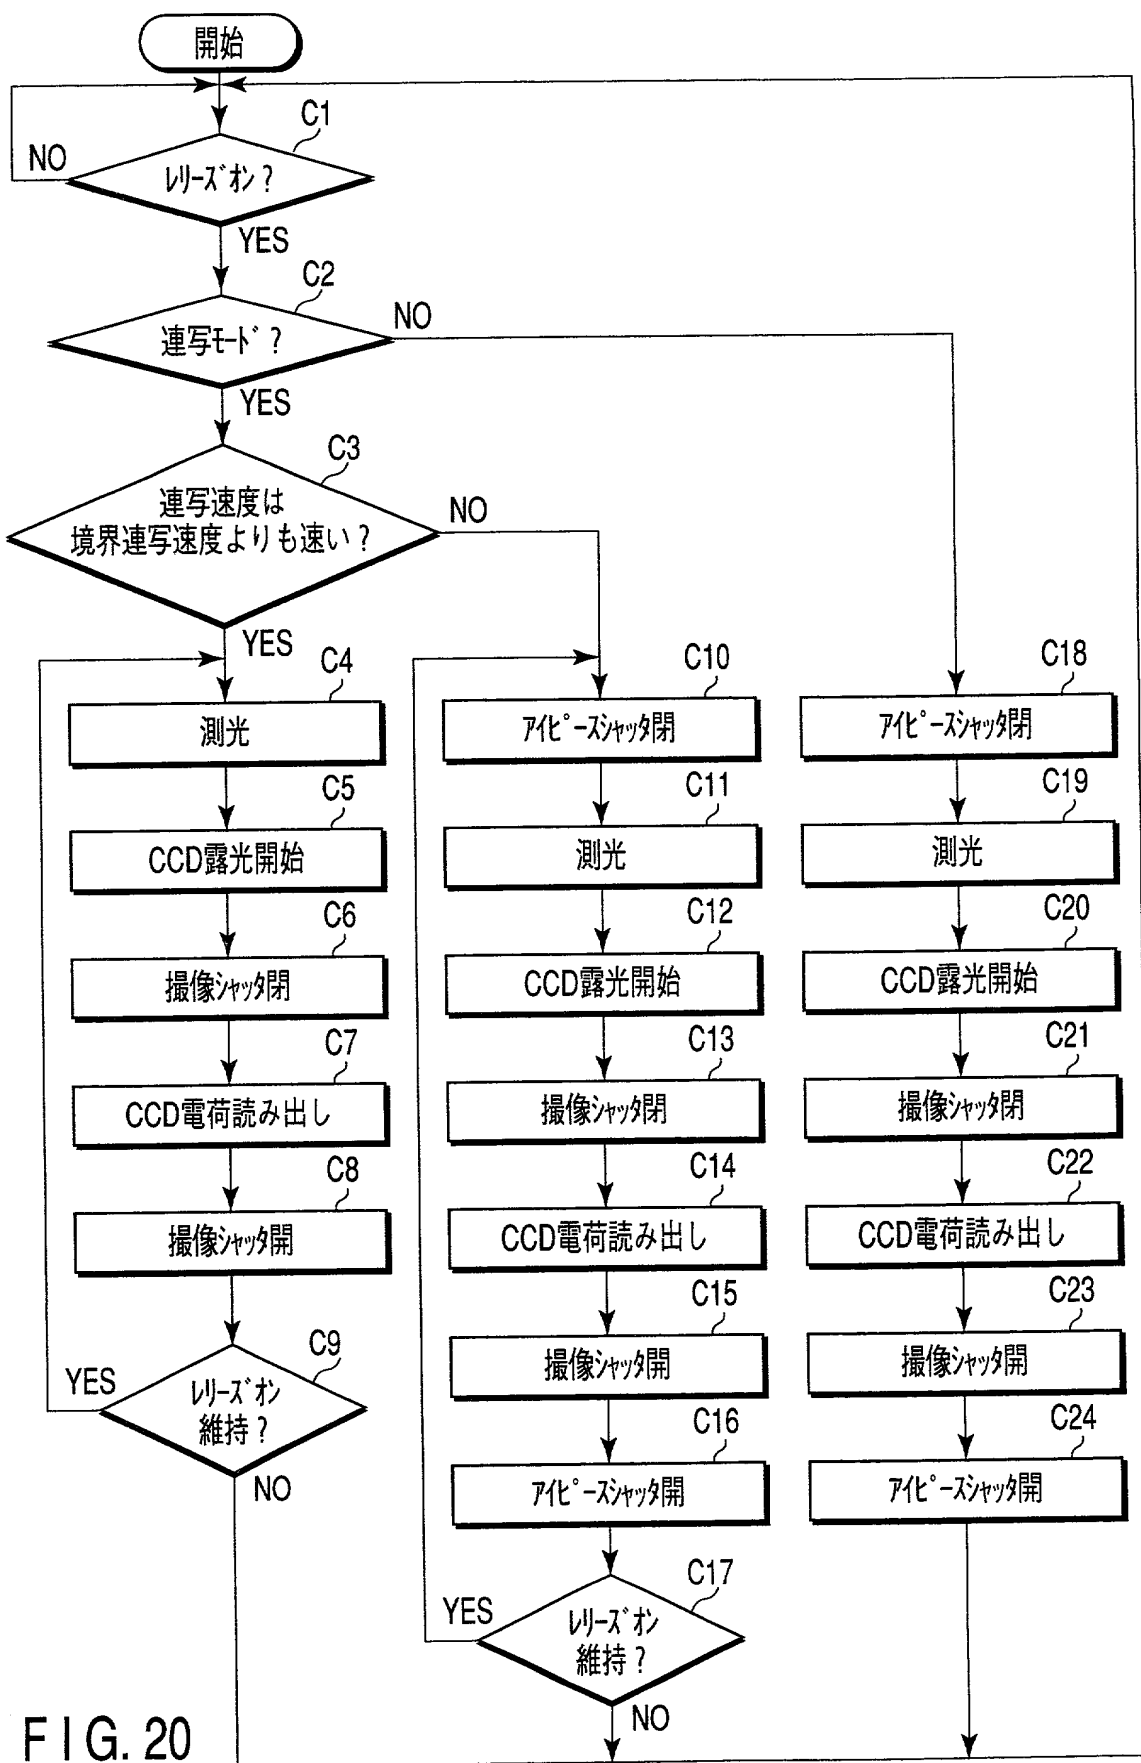 開始
C1
NO
レリーズオン？
YES
C2
NO
連写モード？
YES
C3
NO
連写速度は
境界連写速度よりも速い？
YES
C4
測光
C5
CCD露光開始
C6
撮像シャッタ閉
C7
CCD電荷読み出し
C8
撮像シャッタ開
C9
YES
レリーズオン
維持？
NO
C10
アイピースシャッタ閉
C11
測光
C12
CCD露光開始
C13
撮像シャッタ閉
C14
CCD電荷読み出し
C15
撮像シャッタ開
C16
アイピースシャッタ開
C17
YES
レリーズオン
維持？
NO
C18
アイピースシャッタ閉
C19
測光
C20
CCD露光開始
C21
撮像シャッタ閉
C22
CCD電荷読み出し
C23
撮像シャッタ開
C24
アイピースシャッタ開
FIG. 20